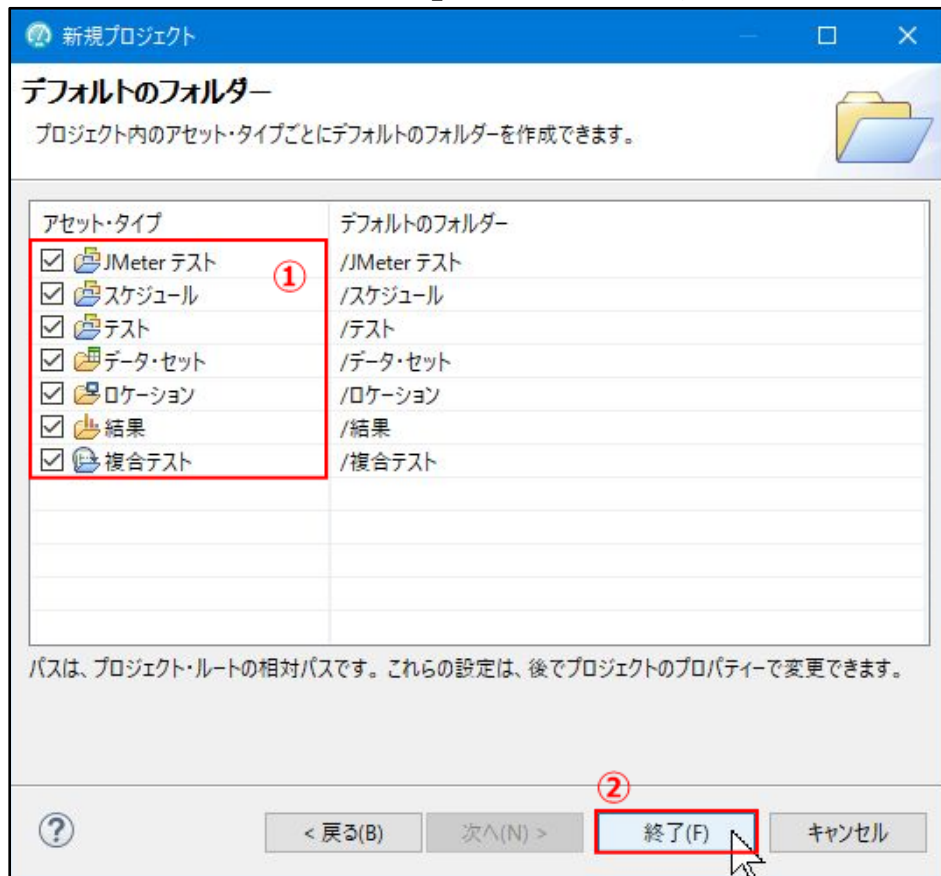 新規プロジェクト
デフォルトのフォルダー
プロジェクト内のアセット・タイプごとにデフォルトのフォルダーを作成できます。
アセット・タイプ デフォルトのフォルダー
JMeter テスト ① /JMeter テスト
スケジュール /スケジュール
テスト /テスト
データ・セット /データ・セット
ロケーション /ロケーション
結果 /結果
複合テスト /複合テスト
パスは、プロジェクト・ルートの相対パスです。これらの設定は、後でプロジェクトのプロパティーで変更できます。
②
? < 戻る(B) 次へ(N) > 終了(F) キャンセル